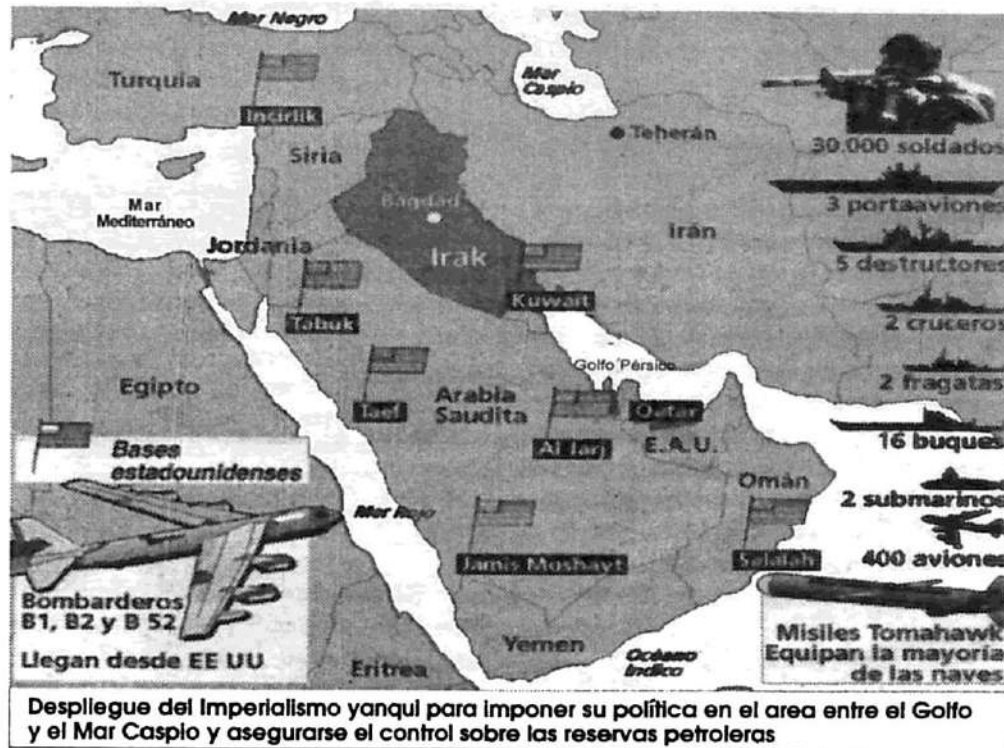 Mar Negro
Turquía
Mar
Caspio
Incirlik
Teherán
30.000 soldados
Siria
Bagdad
3 portaaviones
Mar
Mediterráneo
Irán
Jordania
Irak
5 destructores
Kuwait
Tabuk
2 cruceros
Golfo Pérsico
Egipto
2 fragatas
Arabia
Saudita
Taef
Qatar
Al Jarj
E.A.U.
16 buques
Bases
estadounidenses
Omán
2 submarinos
Mar Rojo
400 aviones
Jamis Moshayt
Salalah
Bombarderos
B1, B2 y B 52
Llegan desde EE UU
Misiles Tomahawk
Equipan la mayoría
de las naves
Yemen
Océano
Indico
Eritrea
Despliegue del Imperialismo yanqui para imponer su política en el area entre el Golfo
y el Mar Caspio y asegurarse el control sobre las reservas petroleras